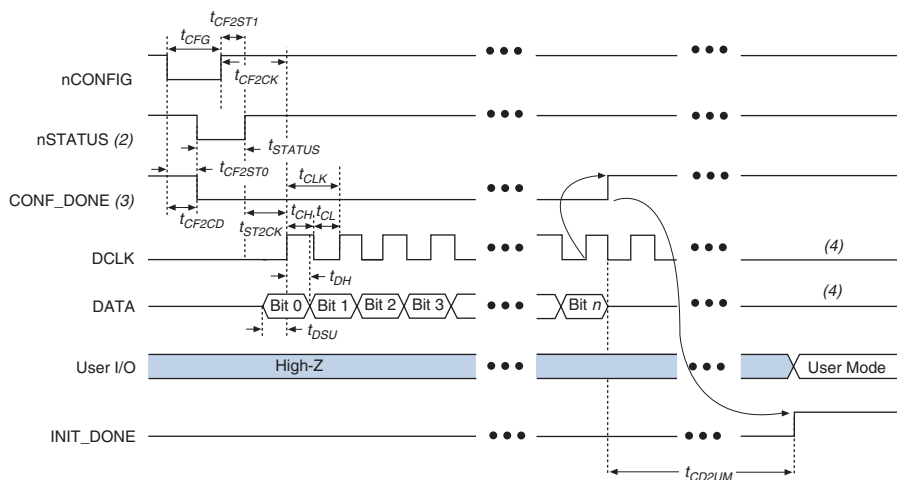 tCF2ST1
tCFG
tCF2CK
nCONFIG
nSTATUS (2)
tSTATUS
tCF2ST0
tCLK
CONF_DONE (3)
tCF2CD
tST2CK
tCH
tCL
DCLK
(4)
tDH
DATA
Bit 0
Bit 1
Bit 2
Bit 3
Bit n
(4)
tDSU
User I/O
High-Z
User Mode
INIT_DONE
tCD2UM